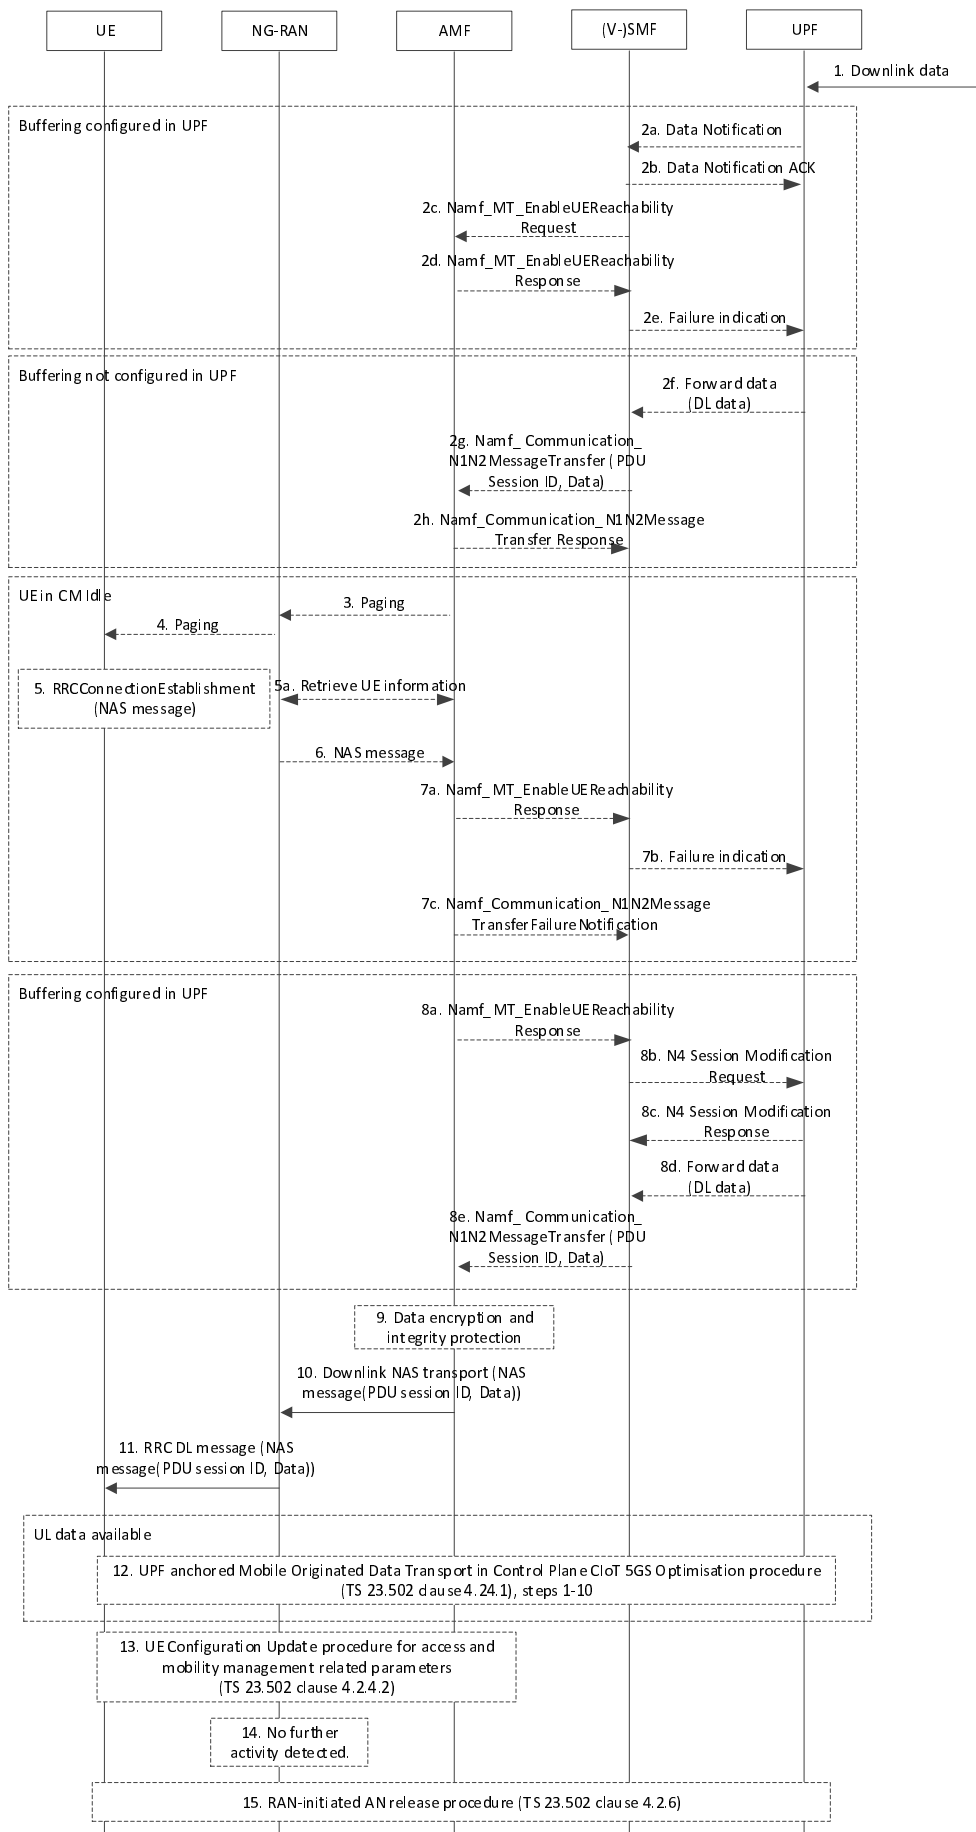 UE
NG-RAN
AMF
(V-)SMF
UPF
1. Downlink data
Buffering configured in UPF
2a. Data Notification
2b. Data Notification ACK
2c. Namf_MT_EnableUEReachability
Request
2d. Namf_MT_EnableUEReachability
Response
2e. Failure indication
Buffering not configured in UPF
2f. Forward data
(DL data)
2g. Namf_Communication_
N1N2MessageTransfer (PDU
Session ID, Data)
2h. Namf_Communication_N1N2Message
Transfer Response
UE in CM Idle
3. Paging
4. Paging
5. RRCConnectionEstablishment
(NAS message)
5a. Retrieve UE information
6. NAS message
7a. Namf_MT_EnableUEReachability
Response
7b. Failure indication
7c. Namf_Communication_N1N2Message
TransferFailureNotification
Buffering configured in UPF
8a. Namf_MT_EnableUEReachability
Response
8b. N4 Session Modification
Request
8c. N4 Session Modification
Response
8d. Forward data
(DL data)
8e. Namf_Communication_
N1N2MessageTransfer (PDU
Session ID, Data)
9. Data encryption and
integrity protection
10. Downlink NAS transport (NAS
message(PDU session ID, Data))
11. RRC DL message (NAS
message(PDU session ID, Data))
UL data available
12. UPF anchored Mobile Originated Data Transport in Control Plane CIoT 5GS Optimisation procedure
(TS 23.502 clause 4.24.1), steps 1-10
13. UE Configuration Update procedure for access and
mobility management related parameters
(TS 23.502 clause 4.2.4.2)
14. No further
activity detected.
15. RAN-initiated AN release procedure (TS 23.502 clause 4.2.6)